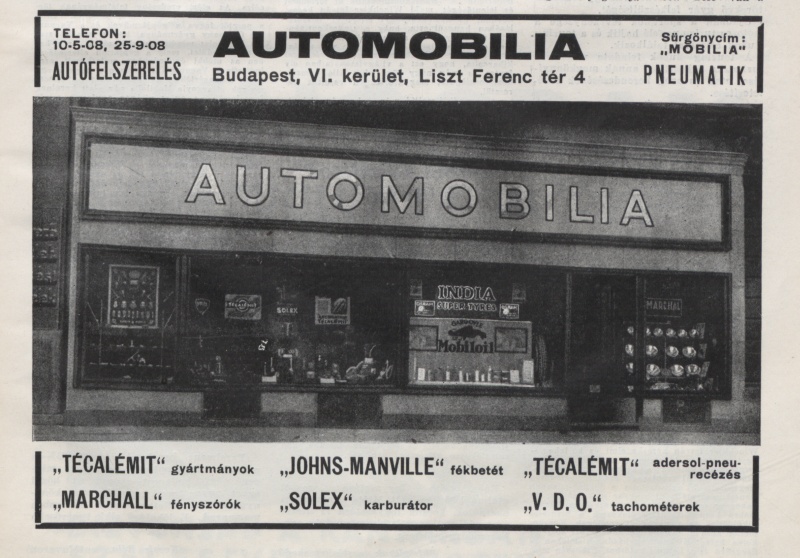 TELEFON:
10-5-08, 25-9-08
AUTÓFELSZERELÉS
AUTOMOBILIA
Budapest, VI. kerület, Liszt Ferenc tér 4
Sürgönycím:
„MOBILIA"
PNEUMATIK
AUTOMOBILIA
SOLEX
TECALEMIT
INDIA
SUPER TYRES
GARGOYLE
Mobiloil
MARCHAL
„TÉCALÉMIT" gyártmányok
„JOHNS-MANVILLE" fékbetét
„TÉCALÉMIT" adersol-pneu-
recézés
„MARCHALL" fényszórók
„SOLEX" karburátor
„V. D. O." tachométerek